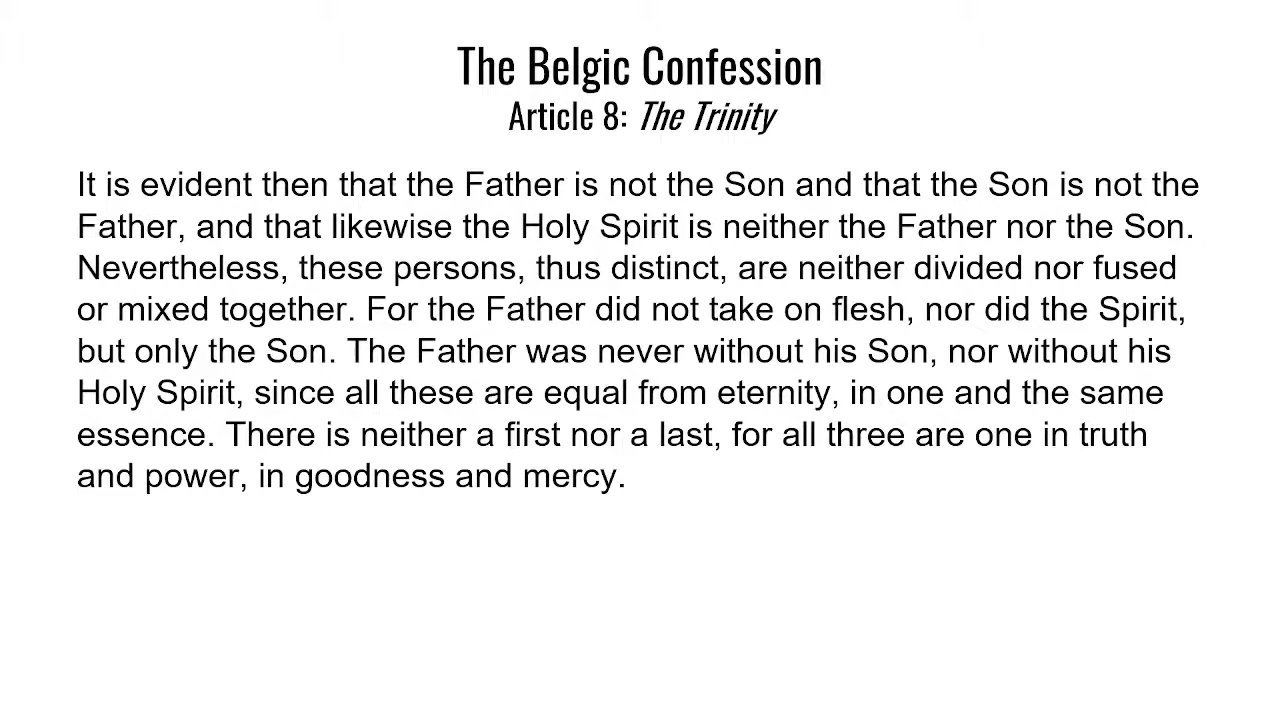 The Belgic Confession
Article 8: The Trinity
It is evident then that the Father is not the Son and that the Son is not the
Father, and that likewise the Holy Spirit is neither the Father nor the Son.
Nevertheless, these persons, thus distinct, are neither divided nor fused
or mixed together. For the Father did not take on flesh, nor did the Spirit,
but only the Son. The Father was never without his Son, nor without his
Holy Spirit, since all these are equal from eternity, in one and the same
essence. There is neither a first nor a last, for all three are one in truth
and power, in goodness and mercy.